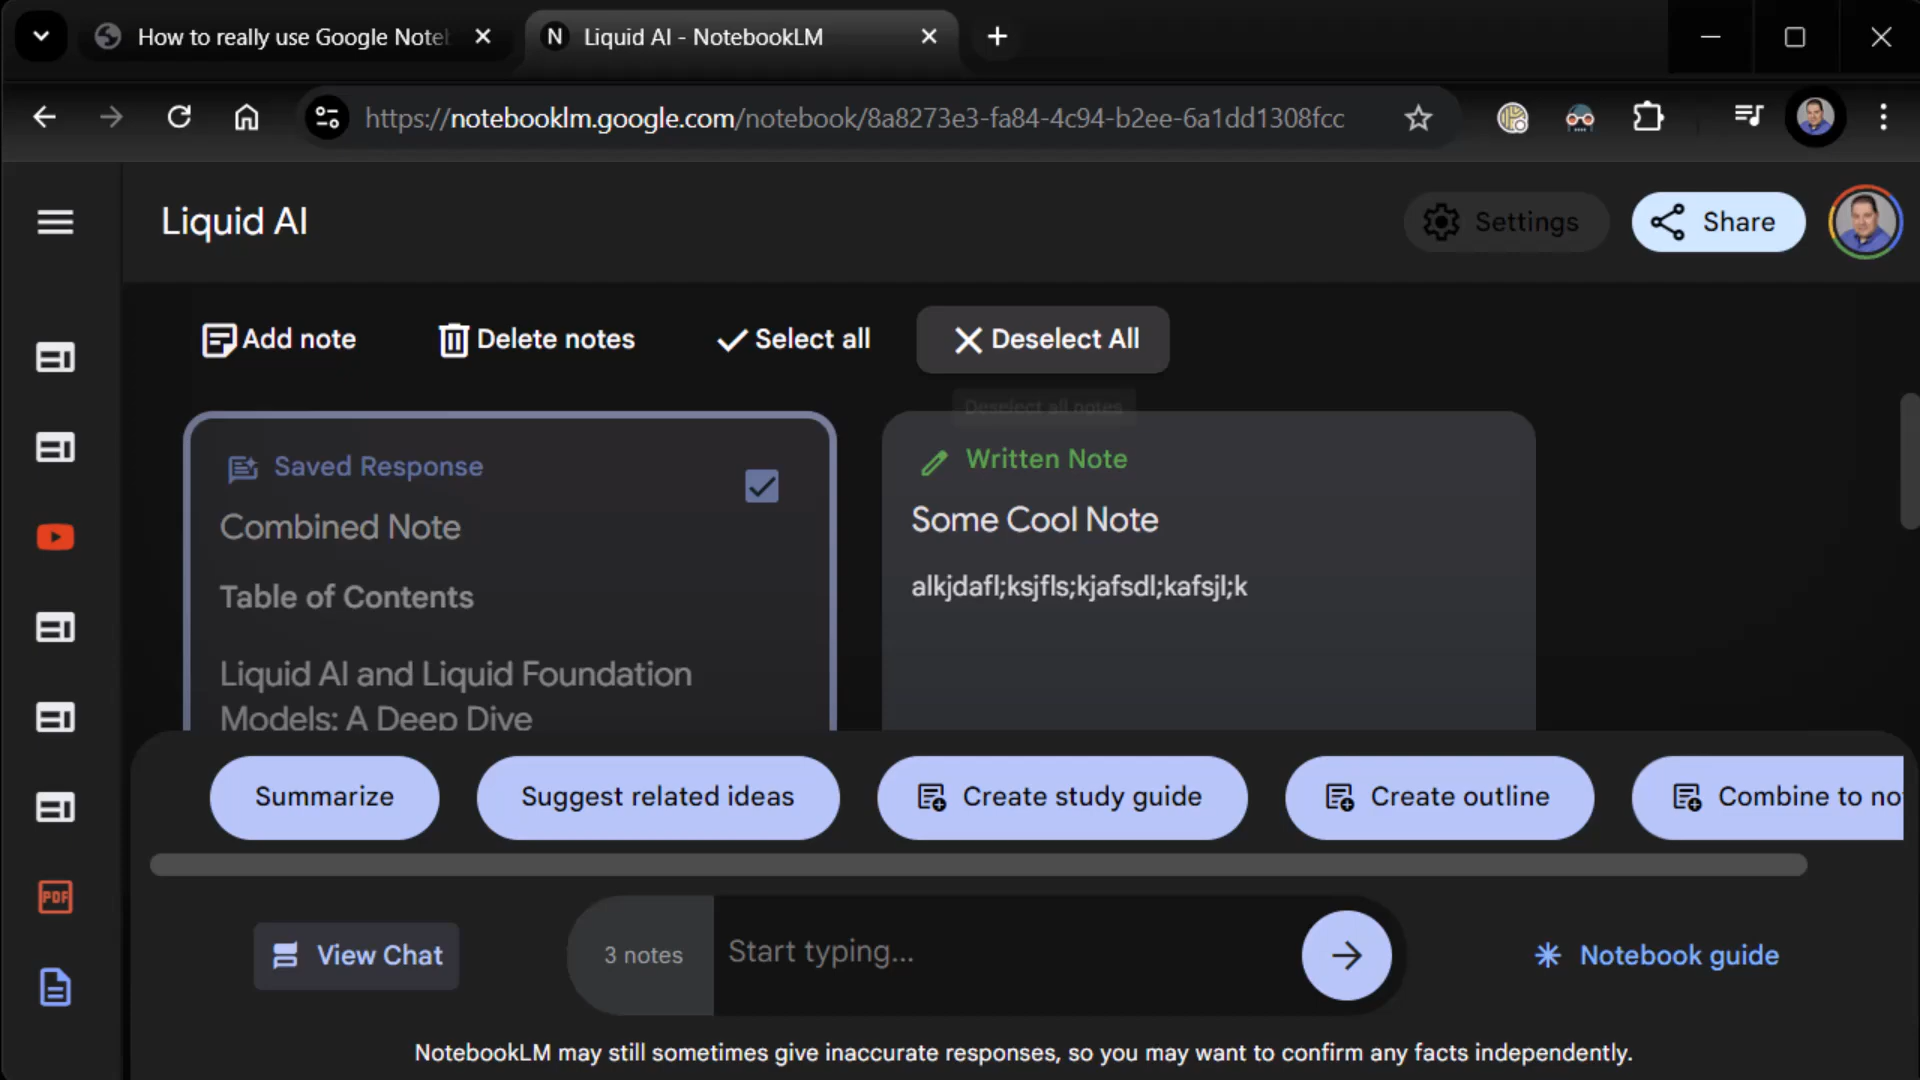 How to really use Google Note
Liquid AI - NotebookLM
https://notebooklm.google.com/notebook/8a8273e3-fa84-4c94-b2ee-6a1dd1308fcc
Liquid AI
Settings
Share
Add note
Delete notes
Select all
Deselect All
Deselect all notes
Saved Response
Combined Note
Table of Contents
Liquid AI and Liquid Foundation
Models: A Deep Dive
Written Note
Some Cool Note
alkjdafl;ksjfls;kjafsdl;kafsjl;k
Summarize
Suggest related ideas
Create study guide
Create outline
Combine to no
PDF
View Chat
3 notes
Start typing...
Notebook guide
NotebookLM may still sometimes give inaccurate responses, so you may want to confirm any facts independently.